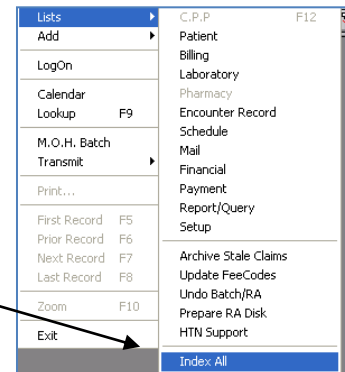 Lists
Add
LogOn
Calendar
Lookup F9
M.O.H. Batch
Transmit
Print...
First Record F5
Prior Record F6
Next Record F7
Last Record F8
Zoom F10
Exit
C.P.P F12
Patient
Billing
Laboratory
Pharmacy
Encounter Record
Schedule
Mail
Financial
Payment
Report/Query
Setup
Archive Stale Claims
Update FeeCodes
Undo Batch/RA
Prepare RA Disk
HTN Support
Index All